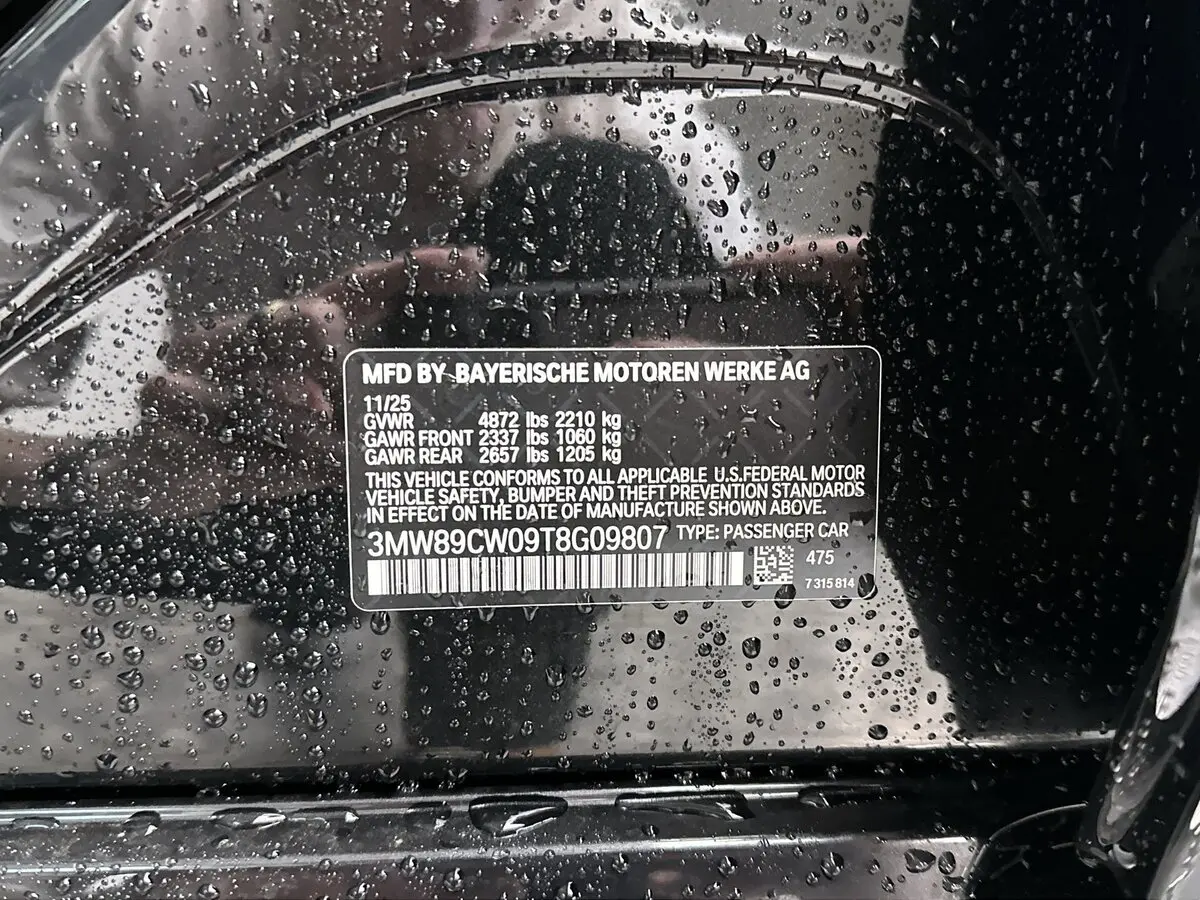 MFD BY BAYERISCHE MOTOREN WERKE AG
11/25
GVWR 4872 lbs 2210 kg
GAWR FRONT 2337 lbs 1060 kg
GAWR REAR 2657 lbs 1205 kg
THIS VEHICLE CONFORMS TO ALL APPLICABLE U.S.FEDERAL MOTOR
VEHICLE SAFETY, BUMPER AND THEFT PREVENTION STANDARDS
IN EFFECT ON THE DATE OF MANUFACTURE SHOWN ABOVE.
3MW89CW09T8G09807 TYPE: PASSENGER CAR
475
7 315 814